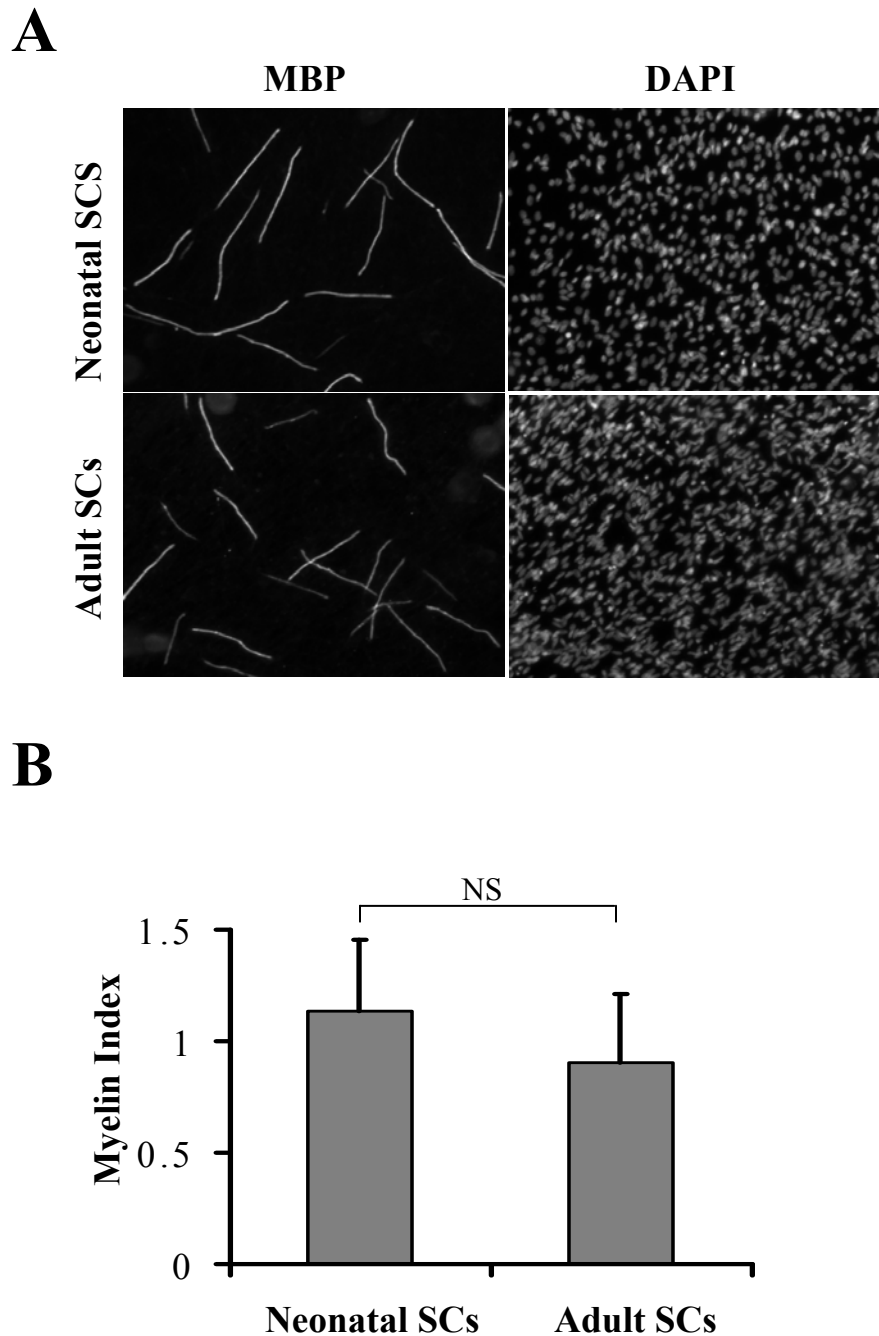 A
MBP DAPI
Neonatal SCS
Adult SCs
B
NS
1.5
1
0.5
0
Myelin Index
Neonatal SCs Adult SCs